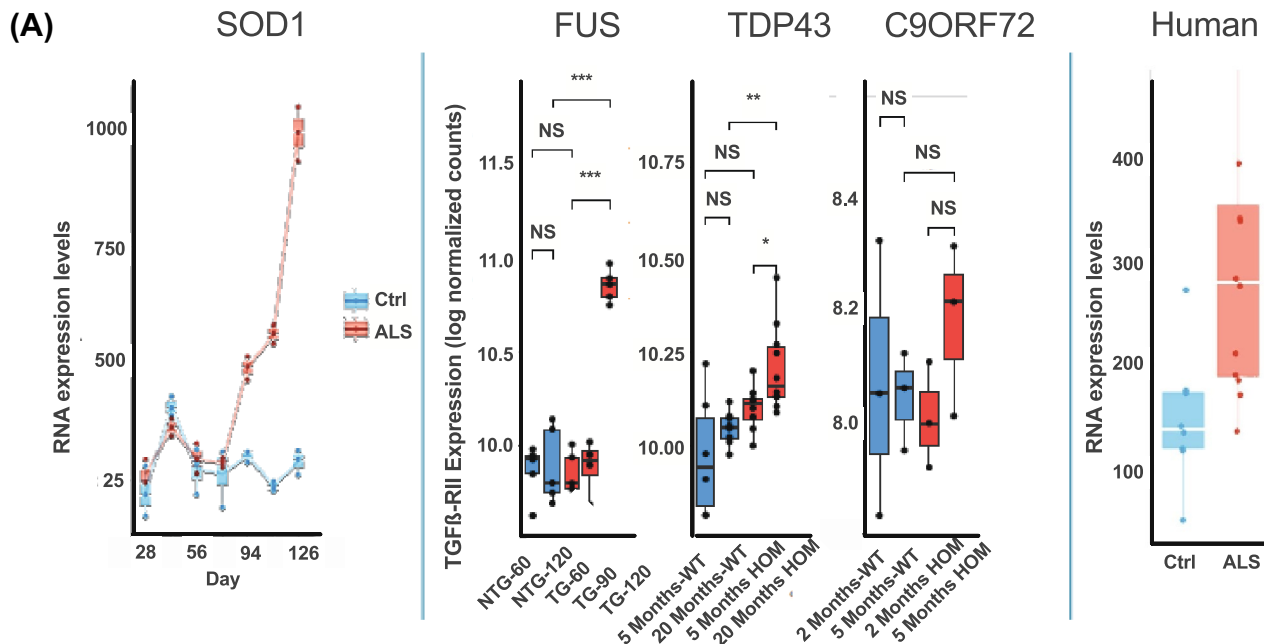 (A)
SOD1
FUS
TDP43
C9ORF72
Human
RNA expression levels
1000
750
500
25
28
56
94
126
Day
Ctrl
ALS
TGFß-RII Expression (log normalized counts)
11.5
11.0
10.5
10.0
***
NS
***
NS
NTG-60
NTG-120
TG-60
TG-90
TG-120
10.75
10.50
10.25
10.00
**
NS
NS
*
5 Months-WT
20 Months-WT
5 Months HOM
20 Months HOM
8.4
8.2
8.0
NS
NS
NS
2 Months-WT
5 Months-WT
2 Months HOM
5 Months HOM
RNA expression levels
400
300
200
100
Ctrl
ALS